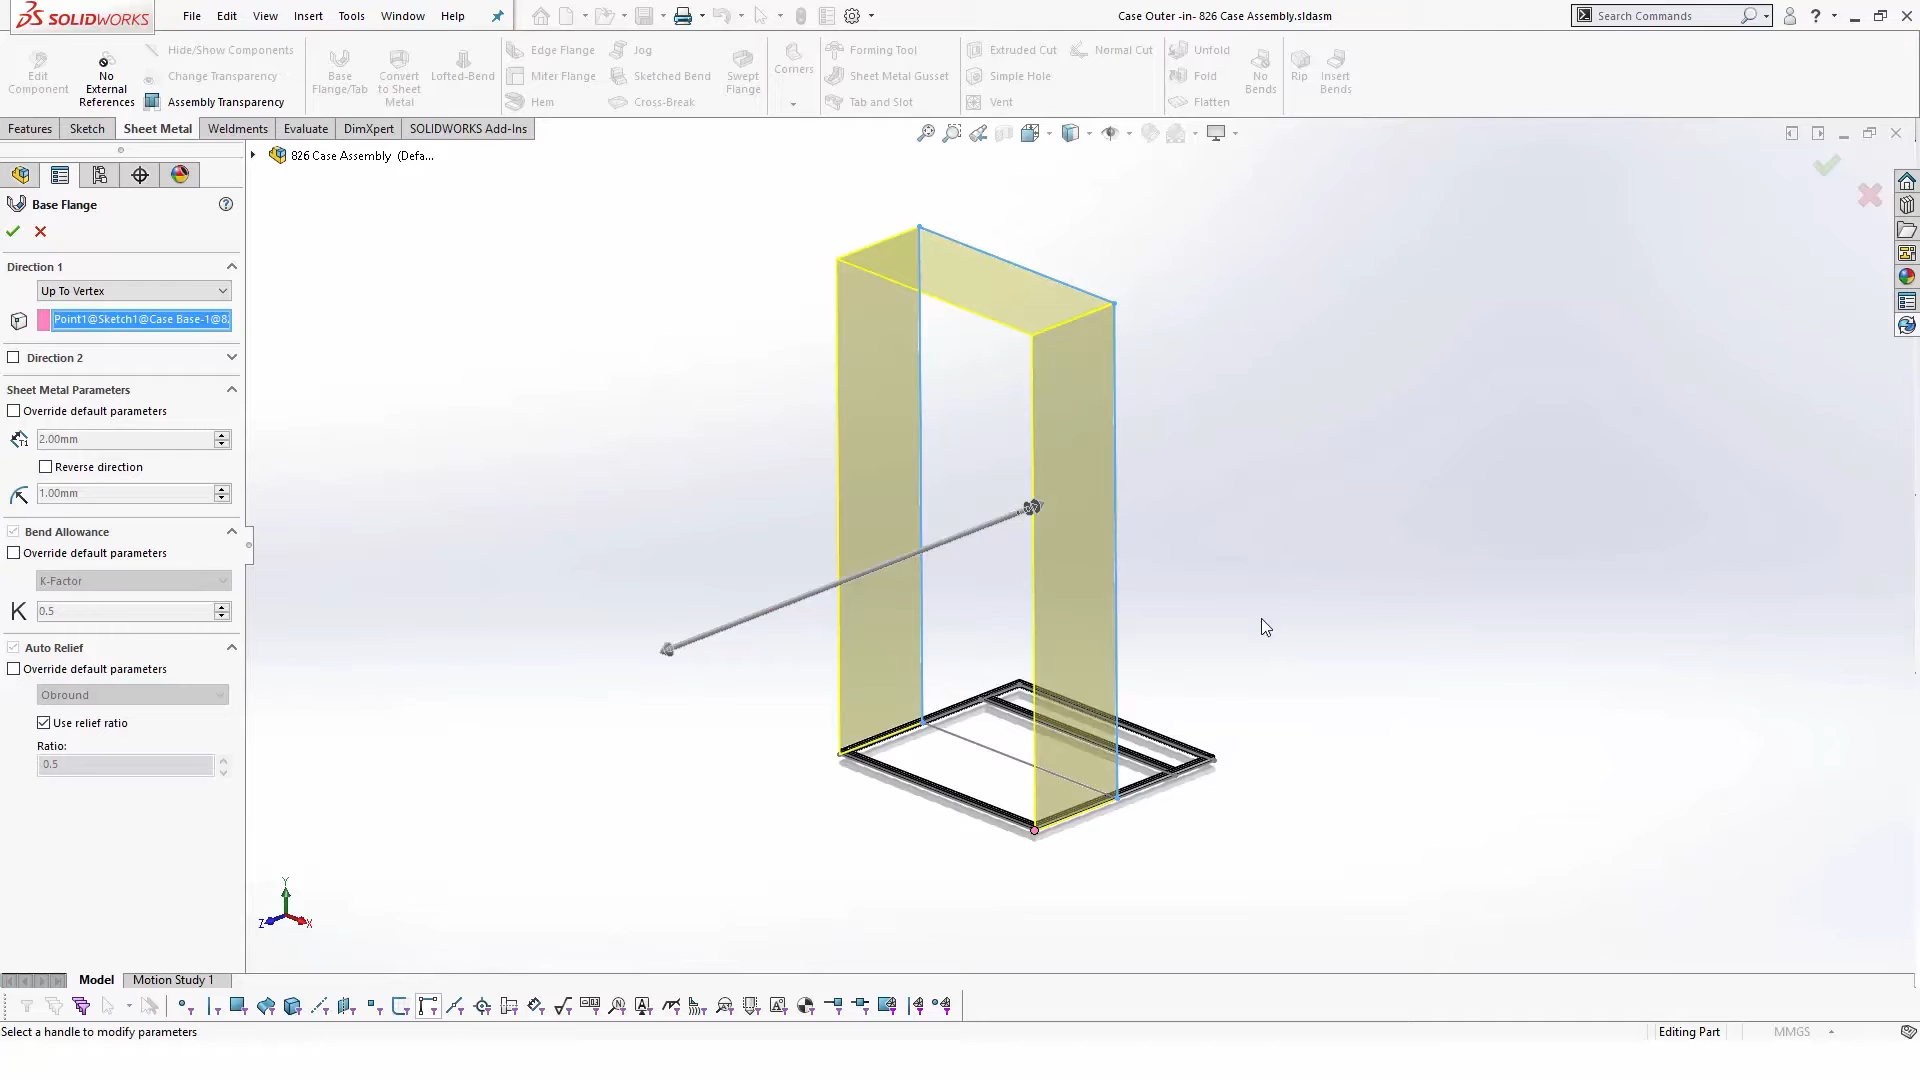 SOLIDWORKS
File Edit View Insert Tools Window Help
Case Outer -in- 826 Case Assembly.sldasm
Search Commands
?
Edit Component
No External References
Hide/Show Components
Change Transparency
Assembly Transparency
Base Flange/Tab
Convert to Sheet Metal
Lofted-Bend
Edge Flange
Miter Flange
Hem
Jog
Sketched Bend
Cross-Break
Swept Flange
Corners
Forming Tool
Sheet Metal Gusset
Tab and Slot
Extruded Cut
Simple Hole
Vent
Normal Cut
Unfold
Fold
Flatten
No Bends
Rip
Insert Bends
Features Sketch Sheet Metal Weldments Evaluate DimXpert SOLIDWORKS Add-Ins
826 Case Assembly (Defa...
Base Flange
?
Direction 1
Up To Vertex
Point1@Sketch1@Case Base-1@8
Direction 2
Sheet Metal Parameters
Override default parameters
2.00mm
Reverse direction
1.00mm
Bend Allowance
Override default parameters
K-Factor
K 0.5
Auto Relief
Override default parameters
Obround
Use relief ratio
Ratio:
0.5
Y
Z
X
Model Motion Study 1
Select a handle to modify parameters
Editing Part
MMGS